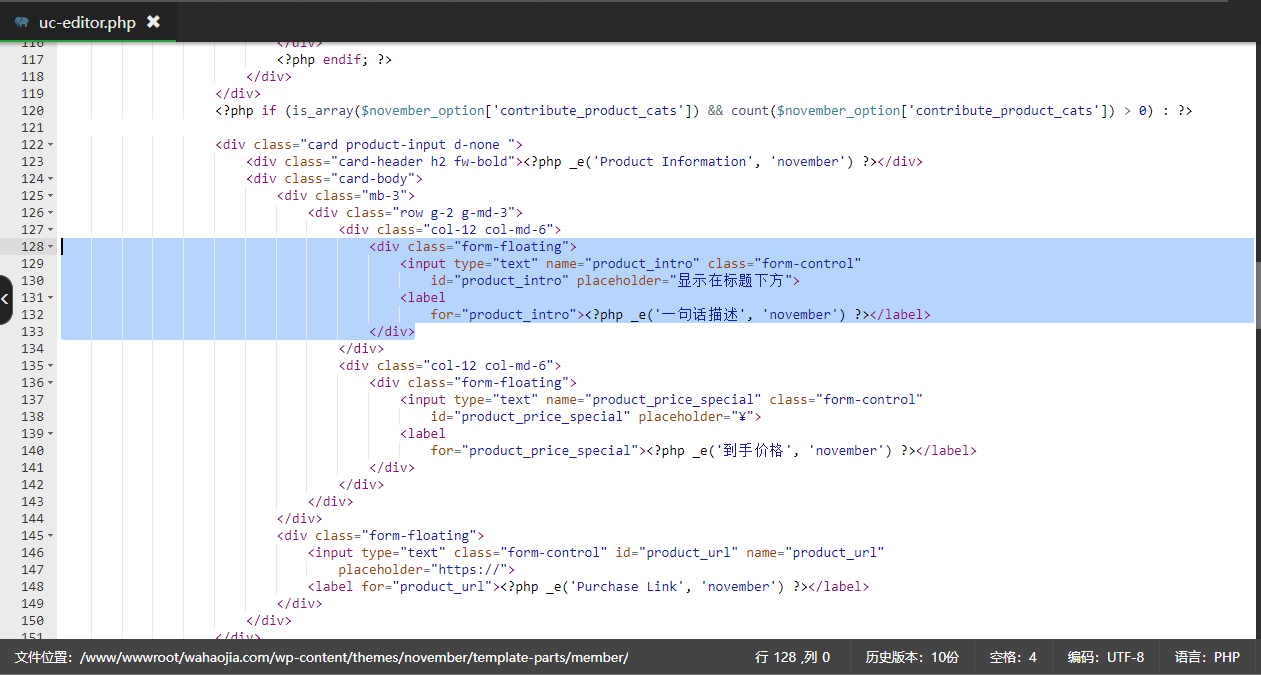 uc-editor.php ✖
116 </div>
117 <?php endif; ?>
118 </div>
119 </div>
120 <?php if (is_array($november_option['contribute_product_cats']) && count($november_option['contribute_product_cats']) > 0) : ?>
121
122 <div class="card product-input d-none ">
123 <div class="card-header h2 fw-bold"><?php _e('Product Information', 'november') ?></div>
124 <div class="card-body">
125 <div class="mb-3">
126 <div class="row g-2 g-md-3">
127 <div class="col-12 col-md-6">
128 <div class="form-floating">
129 <input type="text" name="product_intro" class="form-control"
130 id="product_intro" placeholder="显示在标题下方">
131 <label
132 for="product_intro"><?php _e('一句话描述', 'november') ?></label>
133 </div>
134 </div>
135 <div class="col-12 col-md-6">
136 <div class="form-floating">
137 <input type="text" name="product_price_special" class="form-control"
138 id="product_price_special" placeholder="¥">
139 <label
140 for="product_price_special"><?php _e('到手价格', 'november') ?></label>
141 </div>
142 </div>
143 </div>
144 </div>
145 <div class="form-floating">
146 <input type="text" class="form-control" id="product_url" name="product_url"
147 placeholder="https://">
148 <label for="product_url"><?php _e('Purchase Link', 'november') ?></label>
149 </div>
150 </div>
151 </div>
文件位置: /www/wwwroot/wahaojia.com/wp-content/themes/november/template-parts/member/ 行 128 ,列 0 历史版本: 10份 空格: 4 编码: UTF-8 语言: PHP